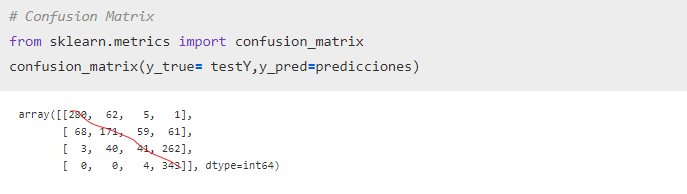 # Confusion Matrix
from sklearn.metrics import confusion_matrix
confusion_matrix(y_true= testY,y_pred=predicciones)
array([[280, 62, 5, 1],
[ 68, 171, 59, 61],
[ 3, 40, 41, 262],
[ 0, 0, 4, 343]], dtype=int64)